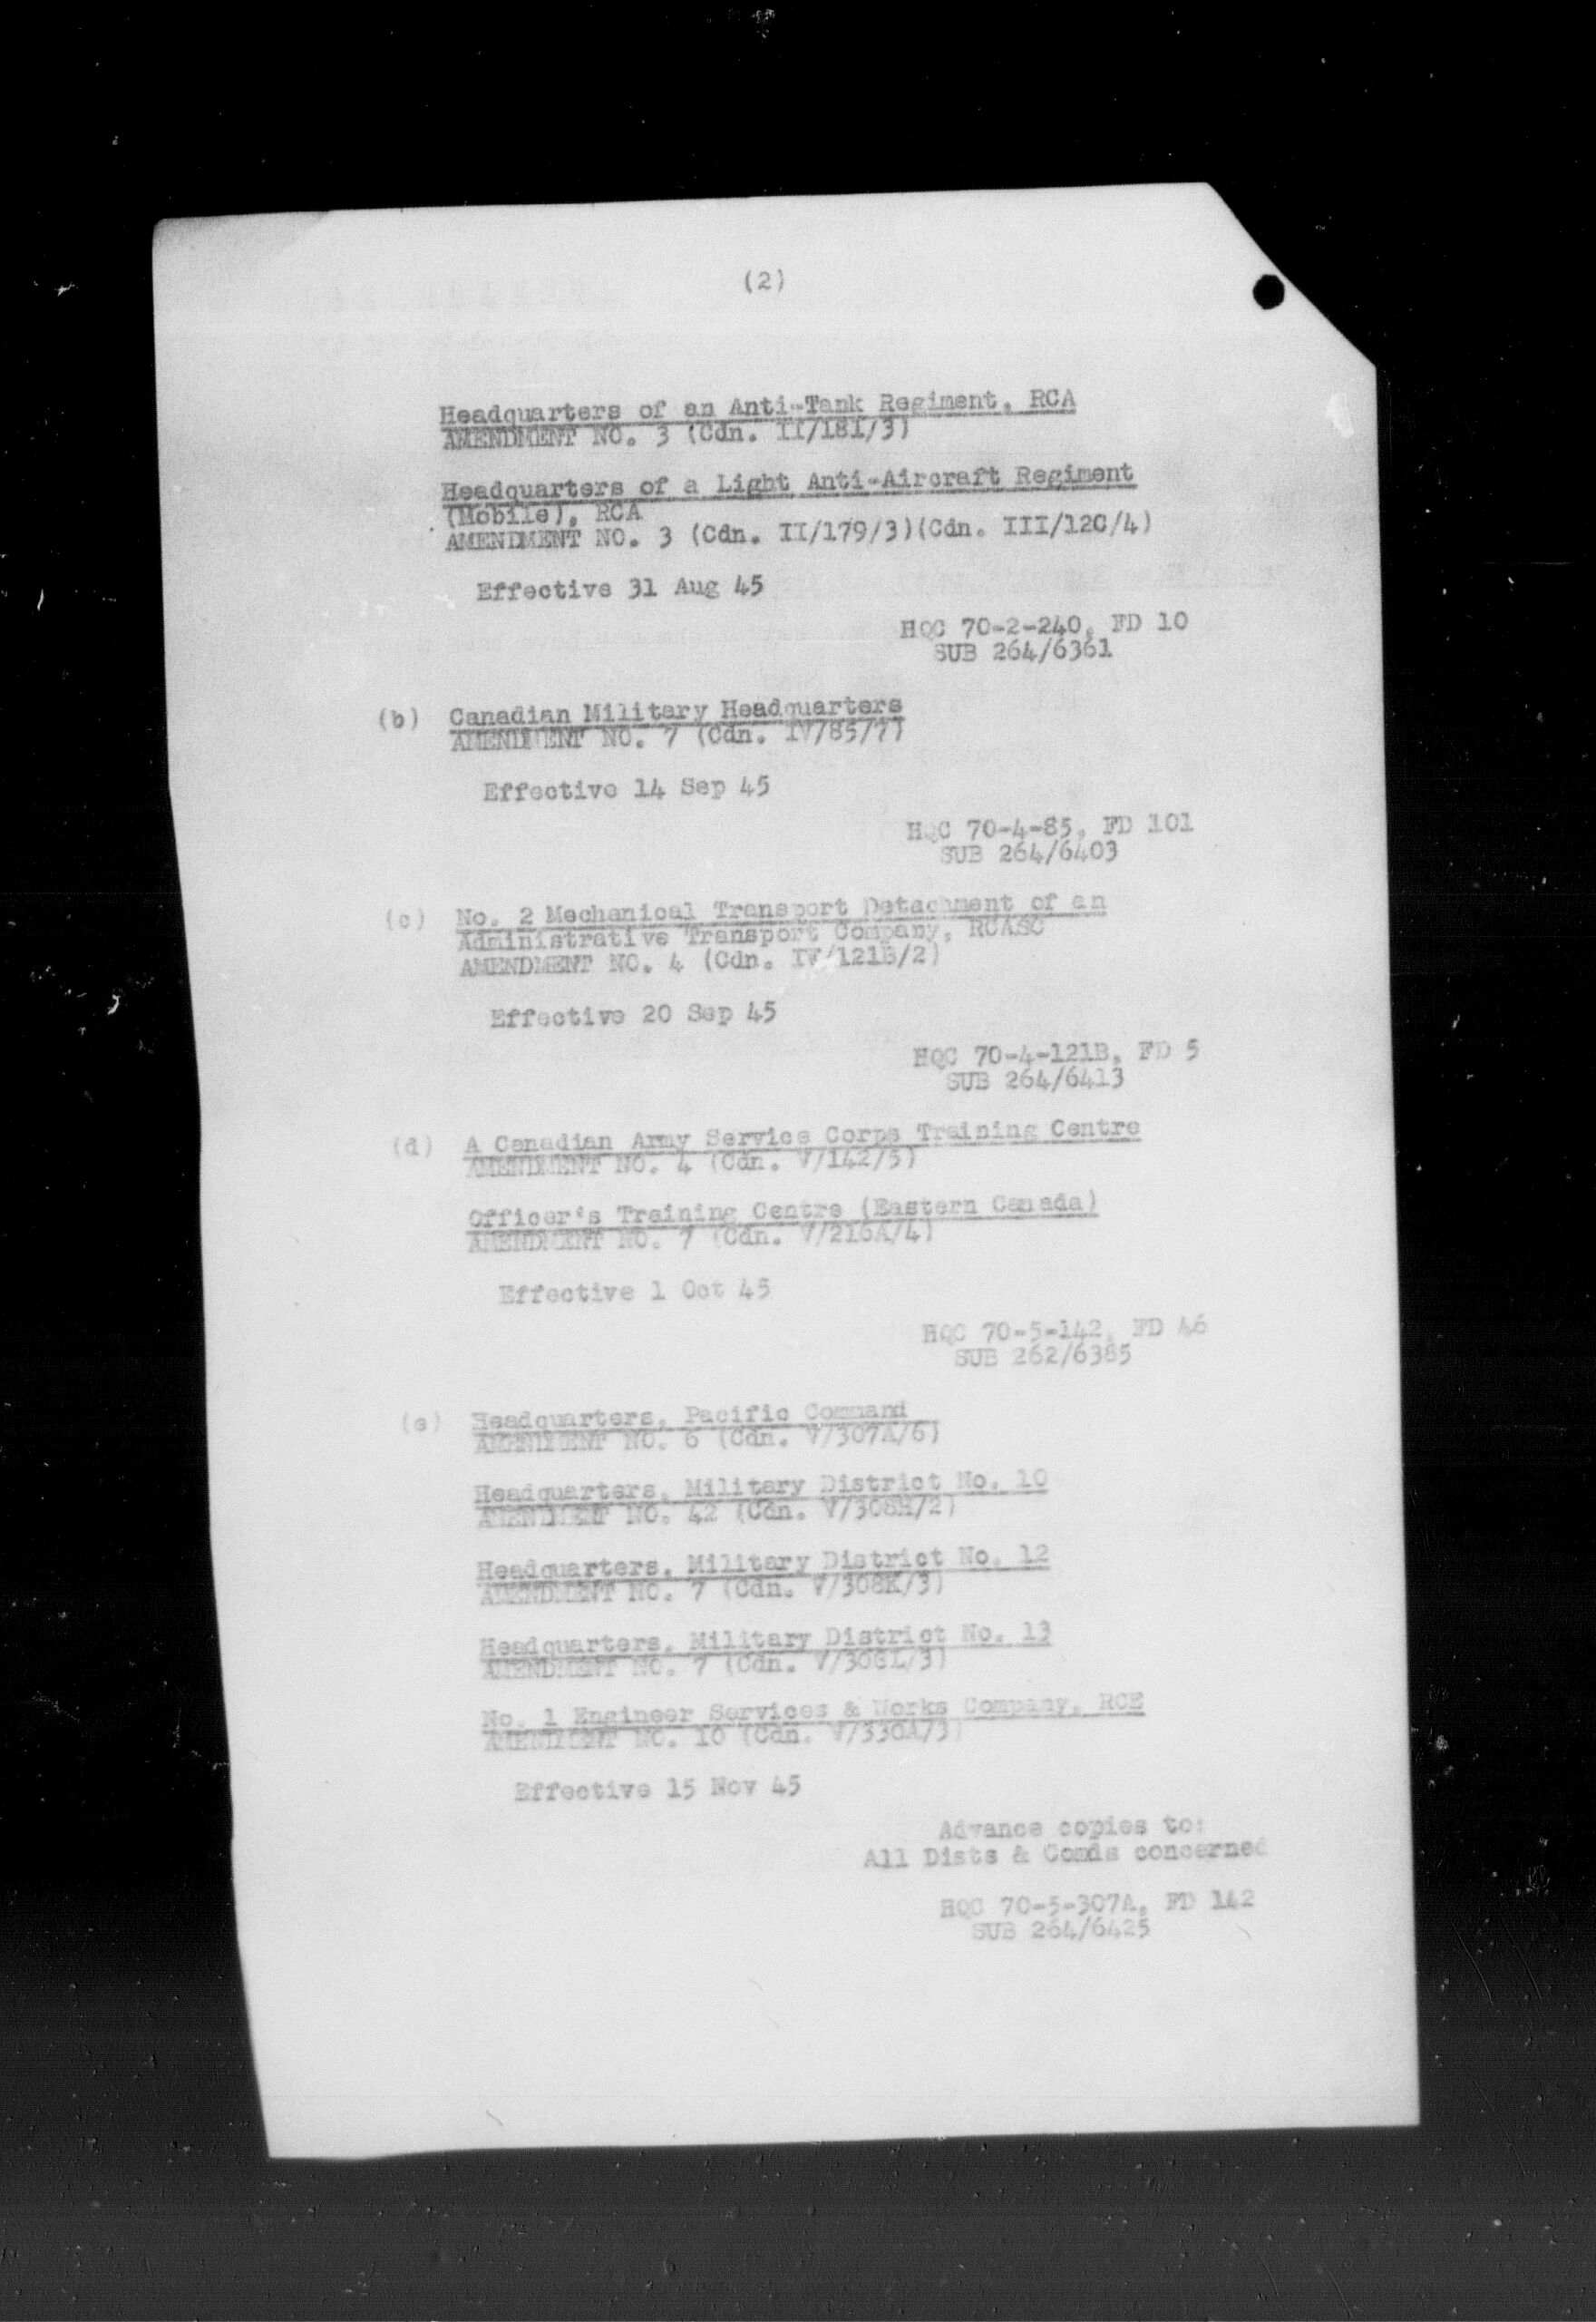 (2)
Headquarters of an Anti-Tank Regiment, RCA
AMENDMENT NO. 3 (Cdn. II/181/3)
Headquarters of a Light Anti-Aircraft Regiment
(Mobile), RCA
AMENDMENT NO. 3 (Cdn. II/179/3)(Cdn. III/12C/4)
Effective 31 Aug 45
HQC 70-2-240, FD 10
SUB 264/6361
(b) Canadian Military Headquarters
AMENDMENT NO. 7 (Cdn. IV/85/7)
Effective 14 Sep 45
HQC 70-4-85, FD 101
SUB 264/6403
(c) No. 2 Mechanical Transport Detachment of an
Administrative Transport Company, RCASC
AMENDMENT NO. 4 (Cdn. IV/121B/2)
Effective 20 Sep 45
HQC 70-4-121B, FD 5
SUB 264/6413
(d) A Canadian Army Service Corps Training Centre
AMENDMENT NO. 4 (Cdn. V/142/5)
Officer's Training Centre (Eastern Canada)
AMENDMENT NO. 7 (Cdn. V/216A/4)
Effective 1 Oct 45
HQC 70-5-142, FD 46
SUB 262/6385
(e) Headquarters, Pacific Command
AMENDMENT NO. 6 (Cdn. V/307A/6)
Headquarters, Military District No. 10
AMENDMENT NO. 42 (Cdn. V/308H/2)
Headquarters, Military District No. 12
AMENDMENT NO. 7 (Cdn. V/308K/3)
Headquarters, Military District No. 13
AMENDMENT NO. 7 (Cdn. V/308L/3)
No. 1 Engineer Services & Works Company, RCE
AMENDMENT NO. 10 (Cdn. V/330A/3)
Effective 15 Nov 45
Advance copies to:
All Dists & Comds concerned
HQC 70-5-307A, FD 142
SUB 264/6425